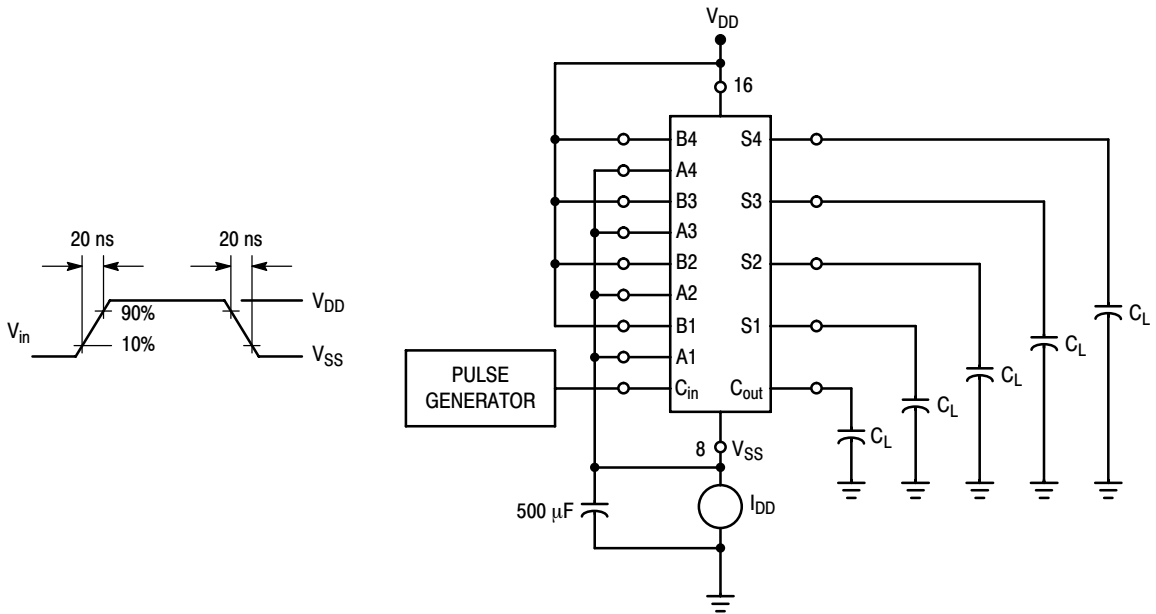 20 ns
20 ns
V_in
90%
10%
V_DD
V_SS
V_DD
16
B4
A4
B3
A3
B2
A2
B1
A1
C_in
S4
S3
S2
S1
C_out
PULSE
GENERATOR
8
V_SS
500 μF
I_DD
C_L
C_L
C_L
C_L
C_L